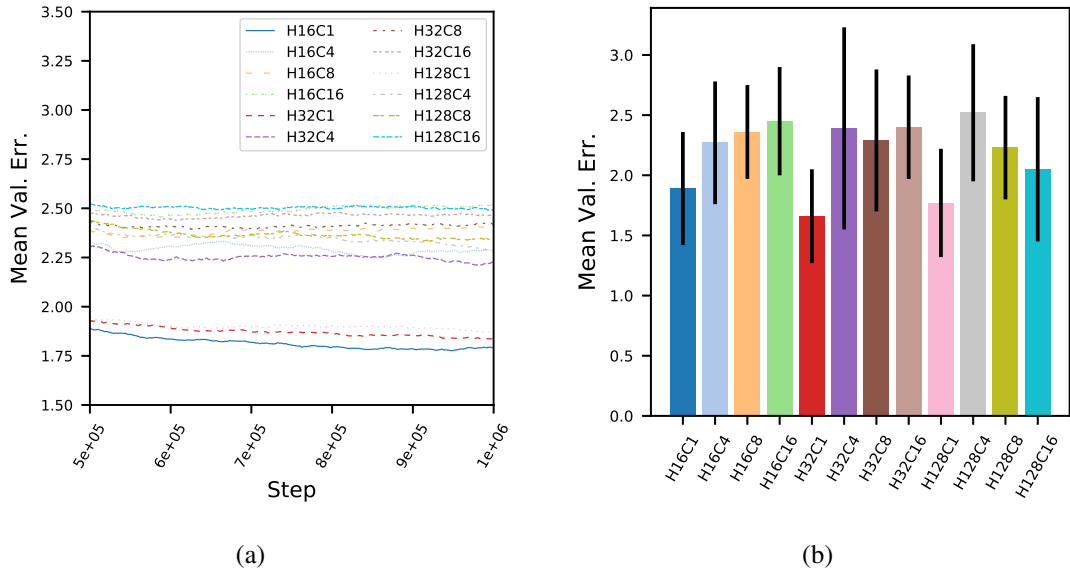 3.50
3.25
3.00
2.75
2.50
2.25
2.00
1.75
1.50
Mean Val. Err.
H16C1
H16C4
H16C8
H16C16
H32C1
H32C4
H32C8
H32C16
H128C1
H128C4
H128C8
H128C16
5e+05
6e+05
7e+05
8e+05
9e+05
1e+06
Step
(a)
3.0
2.5
2.0
1.5
1.0
0.5
0.0
Mean Val. Err.
H16C1
H16C4
H16C8
H16C16
H32C1
H32C4
H32C8
H32C16
H128C1
H128C4
H128C8
H128C16
(b)